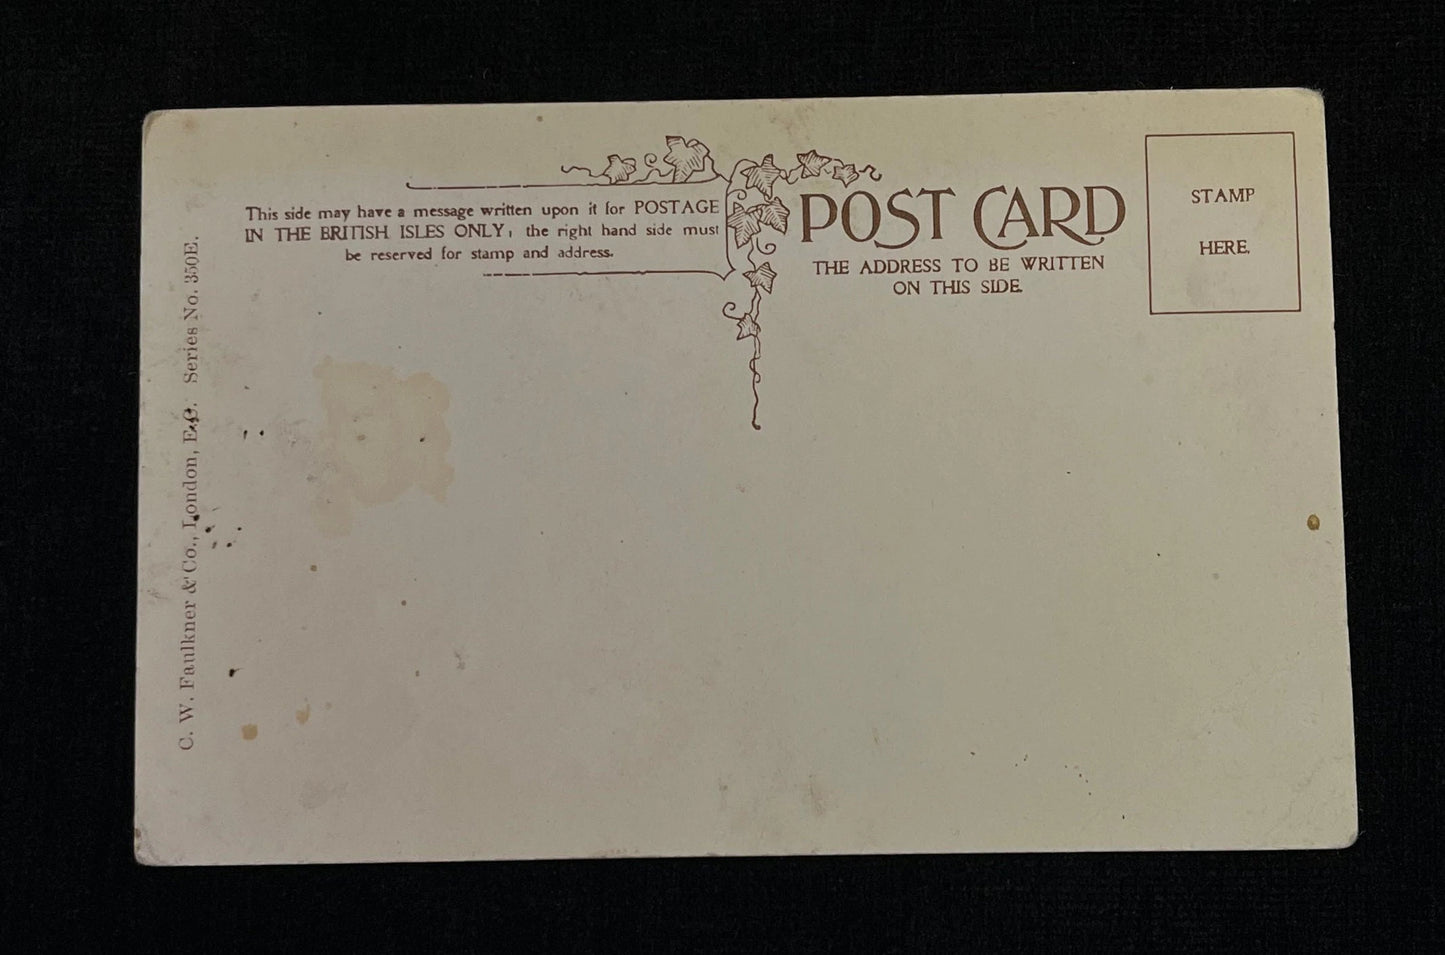 This side may have a message written upon it for POSTAGE
IN THE BRITISH ISLES ONLY, the right hand side must
be reserved for stamp and address.
POST CARD
THE ADDRESS TO BE WRITTEN
ON THIS SIDE.
STAMP
HERE.
C. W. Faulkner & Co., London, E.C. Series No. 350E.